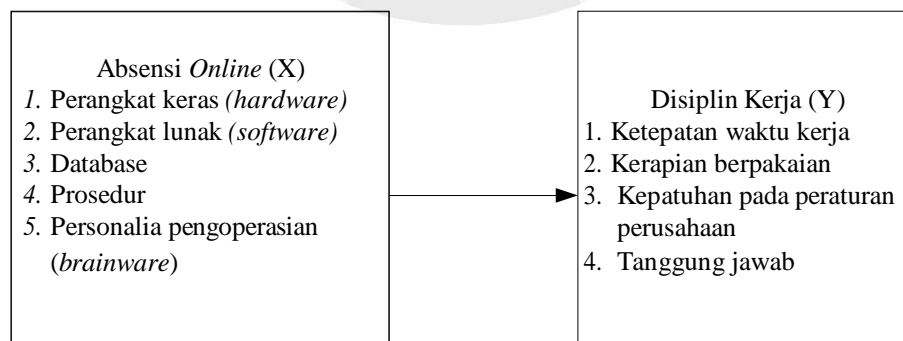 Absensi Online (X)
1. Perangkat keras (hardware)
2. Perangkat lunak (software)
3. Database
4. Prosedur
5. Personalia pengoperasian
(brainware)
Disiplin Kerja (Y)
1. Ketepatan waktu kerja
2. Kerapian berpakaian
3. Kepatuhan pada peraturan
perusahaan
4. Tanggung jawab